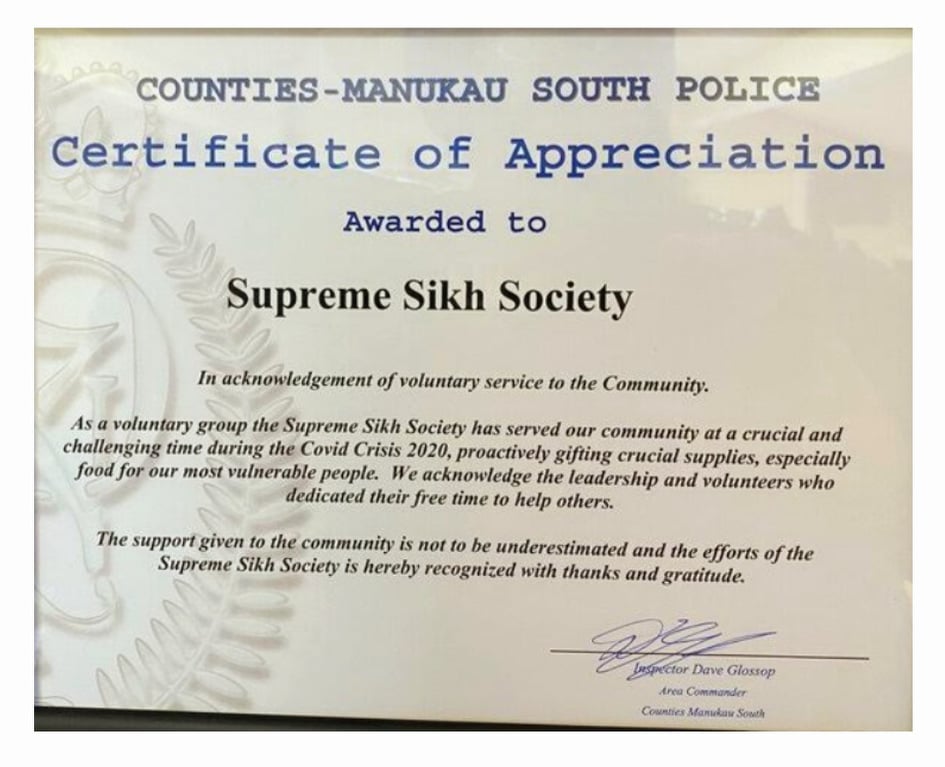 COUNTIES-MANUKAU SOUTH POLICE
Certificate of Appreciation
Awarded to
Supreme Sikh Society
In acknowledgement of voluntary service to the Community.
As a voluntary group the Supreme Sikh Society has served our community at a crucial and
challenging time during the Covid Crisis 2020, proactively gifting crucial supplies, especially
food for our most vulnerable people. We acknowledge the leadership and volunteers who
dedicated their free time to help others.
The support given to the community is not to be underestimated and the efforts of the
Supreme Sikh Society is hereby recognized with thanks and gratitude.
Inspector Dave Glossop
Area Commander
Counties Manukau South